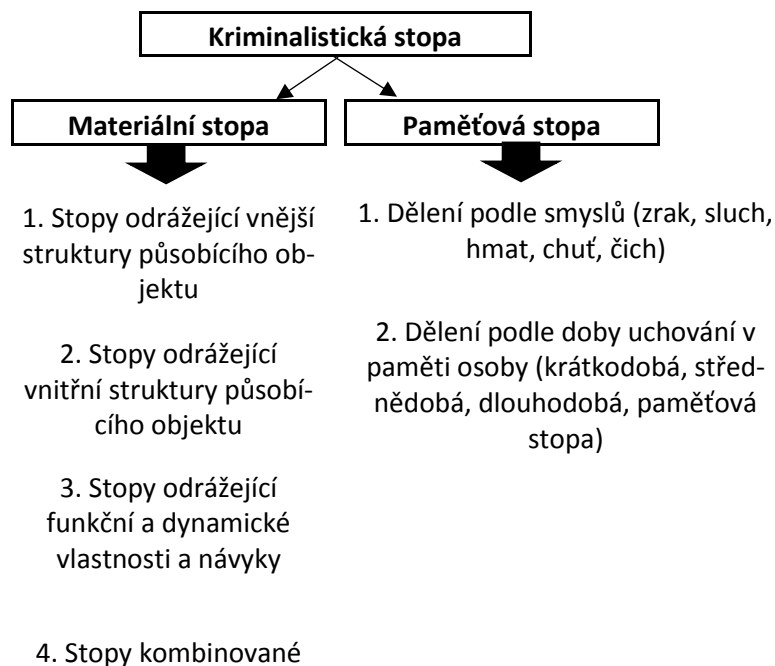 Kriminalistická stopa
Materiální stopa
Paměťová stopa
1. Stopy odrážející vnější
struktury působícího ob-
jektu
2. Stopy odrážející
vnitřní struktury působí-
cího objektu
3. Stopy odrážející
funkční a dynamické
vlastnosti a návyky
4. Stopy kombinované
1. Dělení podle smyslů (zrak, sluch,
hmat, chuť, čich)
2. Dělení podle doby uchování v
paměti osoby (krátkodobá, střed-
nědobá, dlouhodobá, paměťová
stopa)